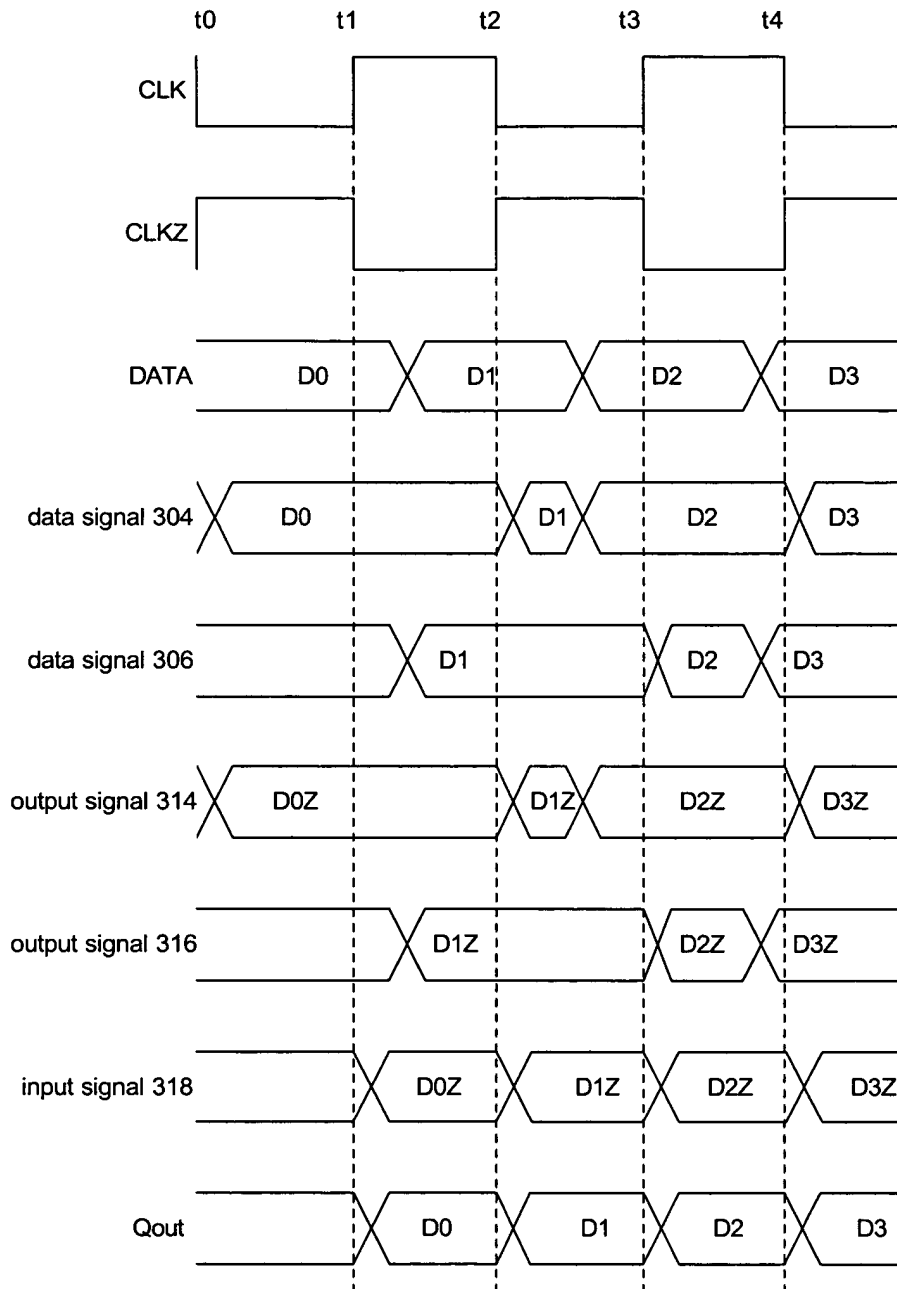 t0 t1 t2 t3 t4
CLK
CLKZ
DATA D0 D1 D2 D3
data signal 304 D0 D1 D2 D3
data signal 306 D1 D2 D3
output signal 314 D0Z D1Z D2Z D3Z
output signal 316 D1Z D2Z D3Z
input signal 318 D0Z D1Z D2Z D3Z
Qout D0 D1 D2 D3